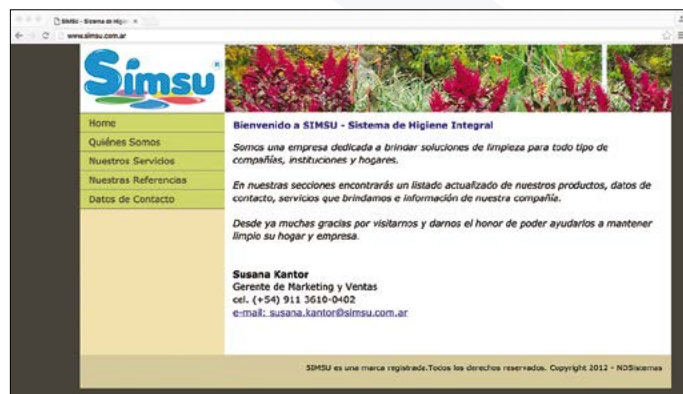 SIMSU - Sistema de Higie
www.simsu.com.ar
Simsu®
Home
Quiénes Somos
Nuestros Servicios
Nuestras Referencias
Datos de Contacto
Bienvenido a SIMSU - Sistema de Higiene Integral
Somos una empresa dedicada a brindar soluciones de limpieza para todo tipo de
compañías, instituciones y hogares.
En nuestras secciones encontrarás un listado actualizado de nuestros productos, datos de
contacto, servicios que brindamos e información de nuestra compañía.
Desde ya muchas gracias por visitarnos y darnos el honor de poder ayudarlos a mantener
limpio su hogar y empresa.
Susana Kantor
Gerente de Marketing y Ventas
cel. (+54) 911 3610-0402
e-mail: susana.kantor@simsu.com.ar
SIMSU es una marca registrada.Todos los derechos reservados. Copyright 2012 - NDSistemas